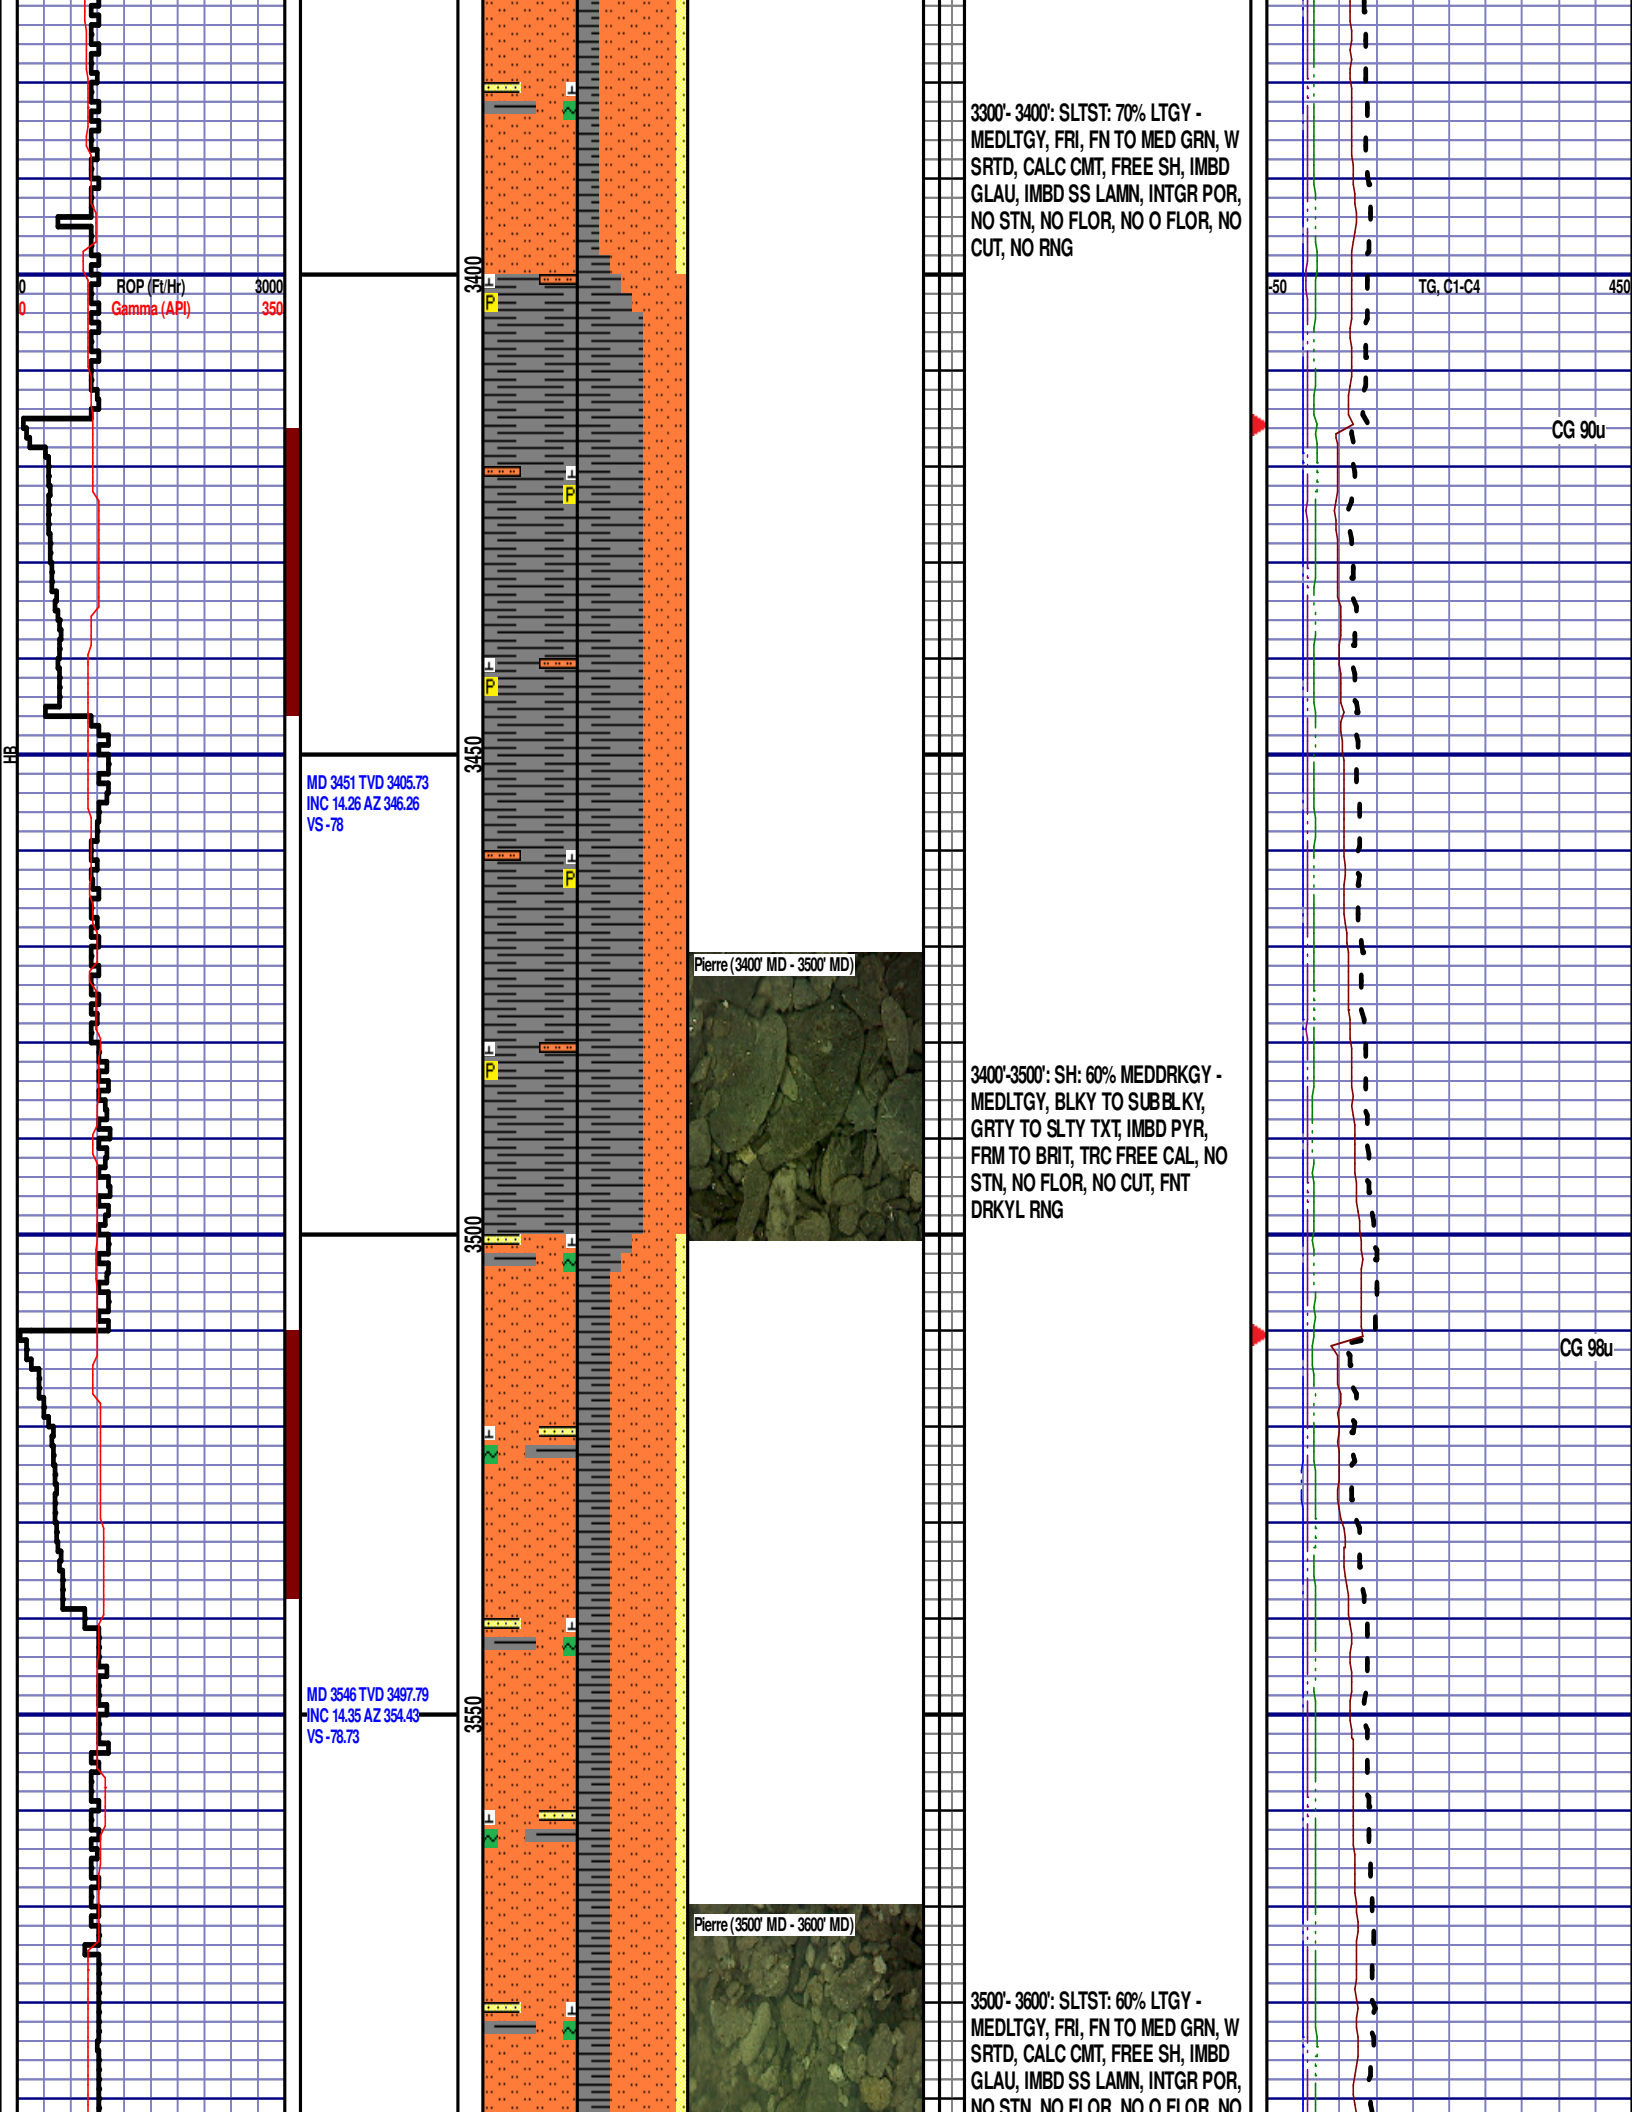 3300'- 3400': SLTST: 70% LTGY -
MEDLTGY, FRI, FN TO MED GRN, W
SRTD, CALC CMT, FREE SH, IMBD
GLAU, IMBD SS LAMN, INTGR POR,
NO STN, NO FLOR, NO O FLOR, NO
CUT, NO RNG
3400
0 ROP (Ft/Hr) 3000
0 Gamma (API) 350
-50 TG, C1-C4 450
P
CG 90u
P
P
HB
3450
MD 3451 TVD 3405.73
INC 14.26 AZ 346.26
VS -78
P
Pierre (3400' MD - 3500' MD)
P
3400'-3500': SH: 60% MEDDRKGY -
MEDLTGY, BLKY TO SUBBLKY,
GRTY TO SLTY TXT, IMBD PYR,
FRM TO BRIT, TRC FREE CAL, NO
STN, NO FLOR, NO CUT, FNT
DRKYL RNG
3500
CG 98u
MD 3546 TVD 3497.79
INC 14.35 AZ 354.43
VS -78.73
3550
Pierre (3500' MD - 3600' MD)
3500'- 3600': SLTST: 60% LTGY -
MEDLTGY, FRI, FN TO MED GRN, W
SRTD, CALC CMT, FREE SH, IMBD
GLAU, IMBD SS LAMN, INTGR POR,
NO STN, NO FLOR, NO O FLOR, NO